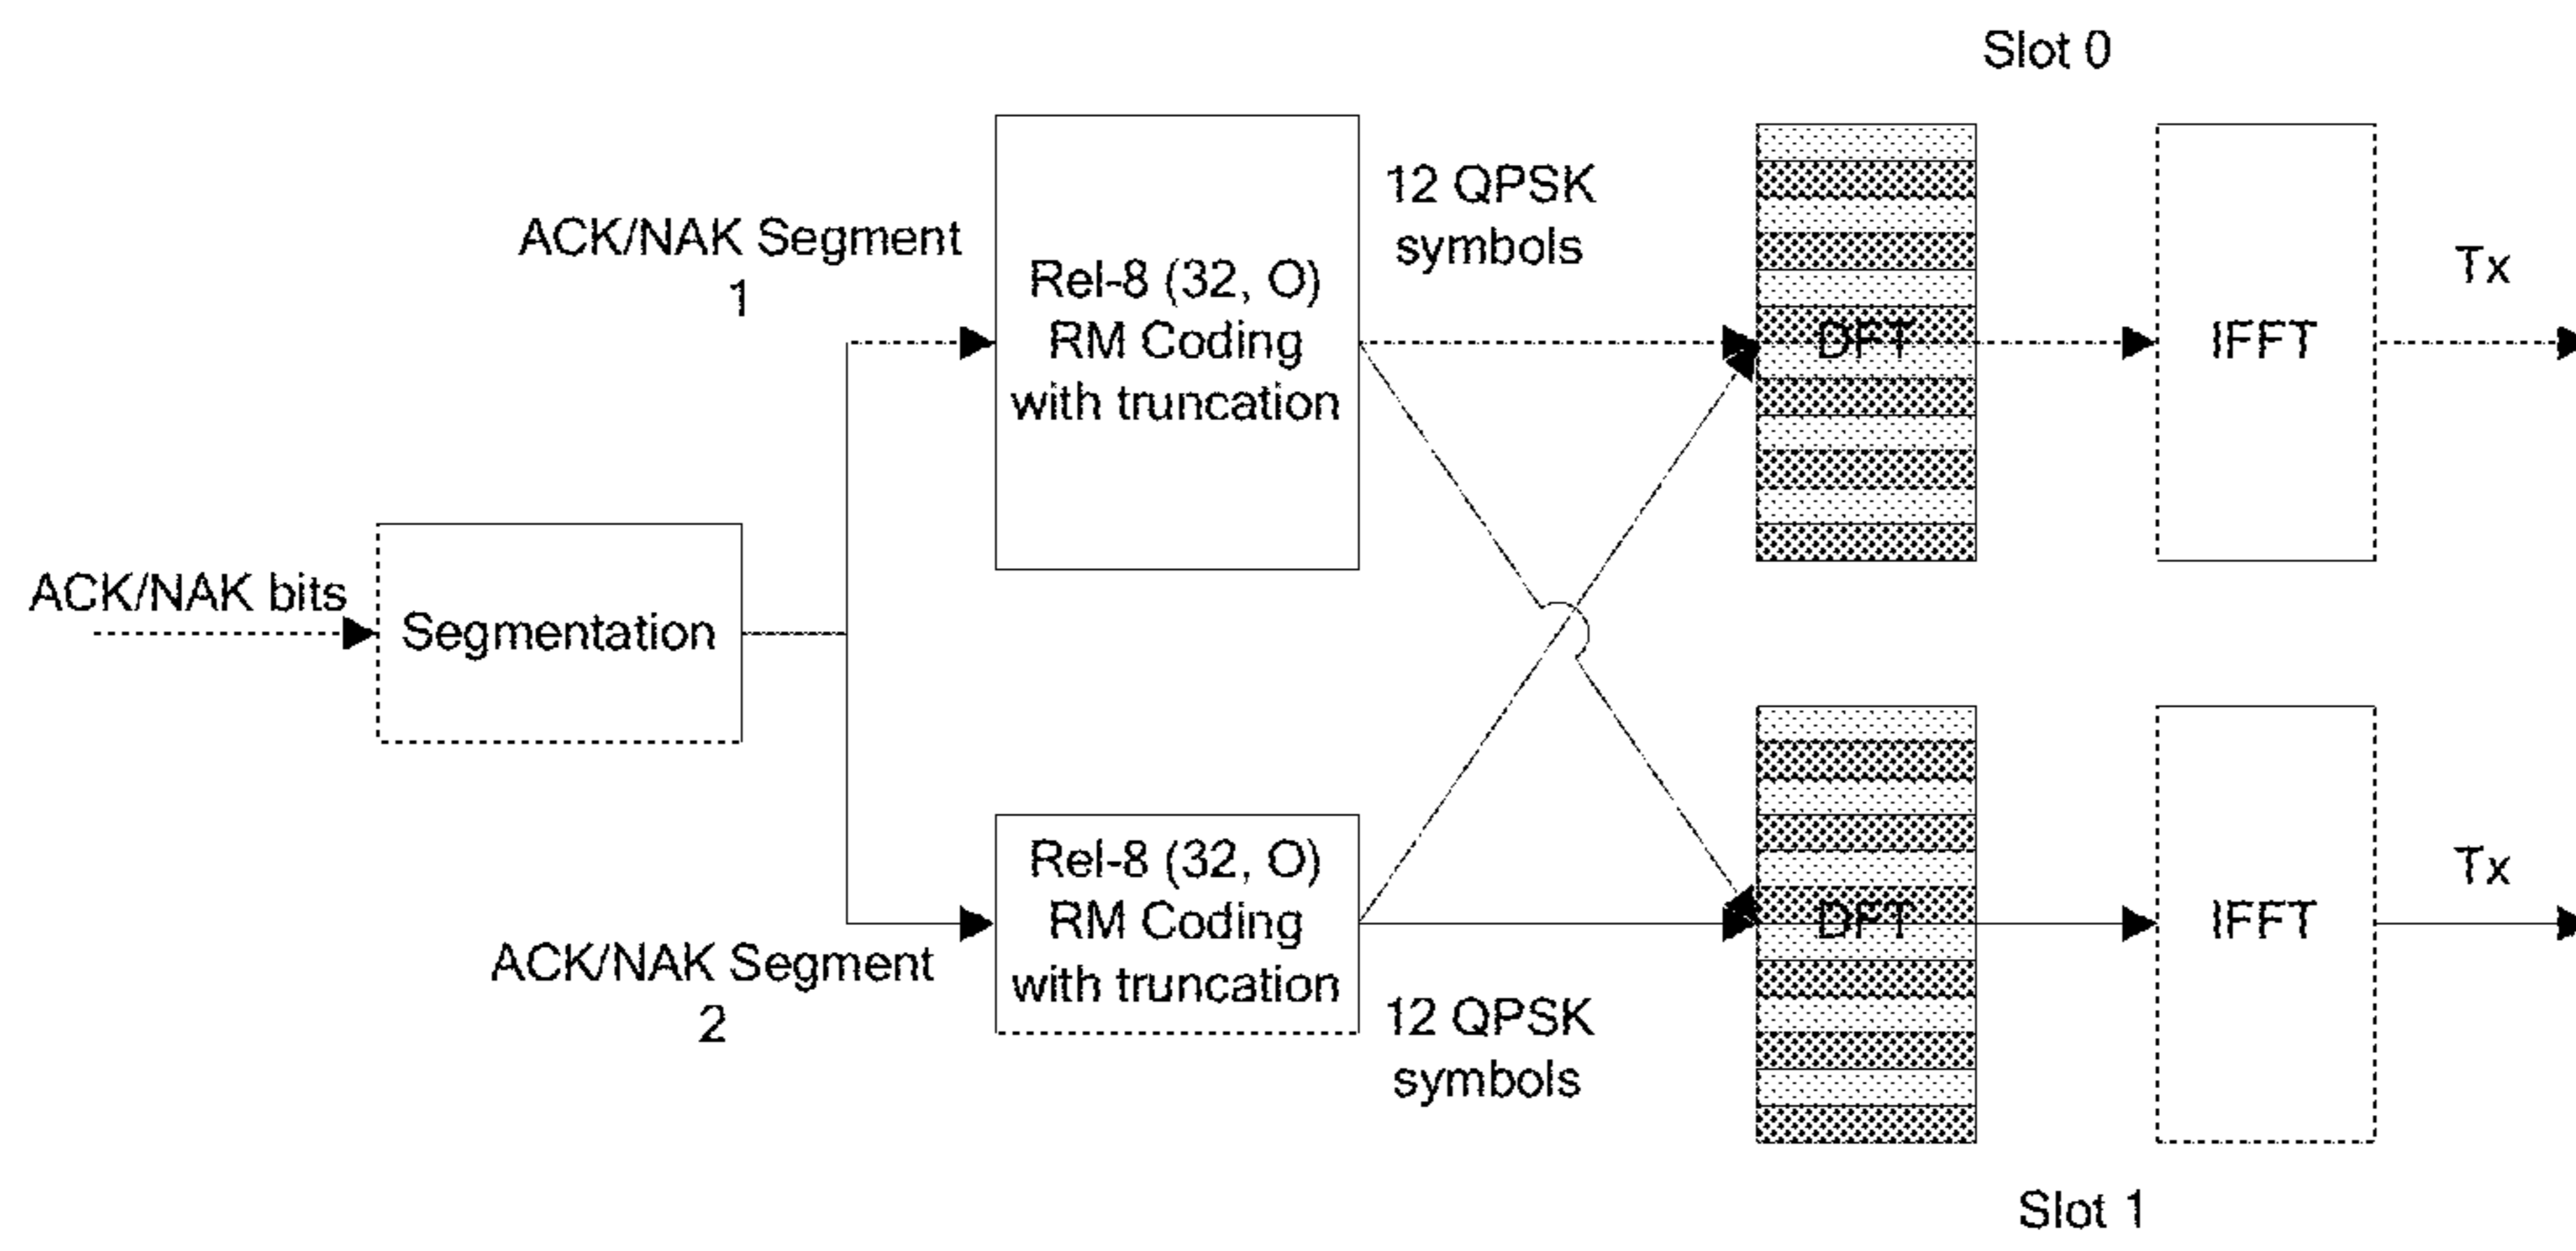 Slot 0
ACK/NAK Segment
1
Rel-8 (32, O)
RM Coding
with truncation
12 QPSK
symbols
DFT
IFFT
Tx
ACK/NAK bits
Segmentation
ACK/NAK Segment
2
Rel-8 (32, O)
RM Coding
with truncation
12 QPSK
symbols
DFT
IFFT
Tx
Slot 1